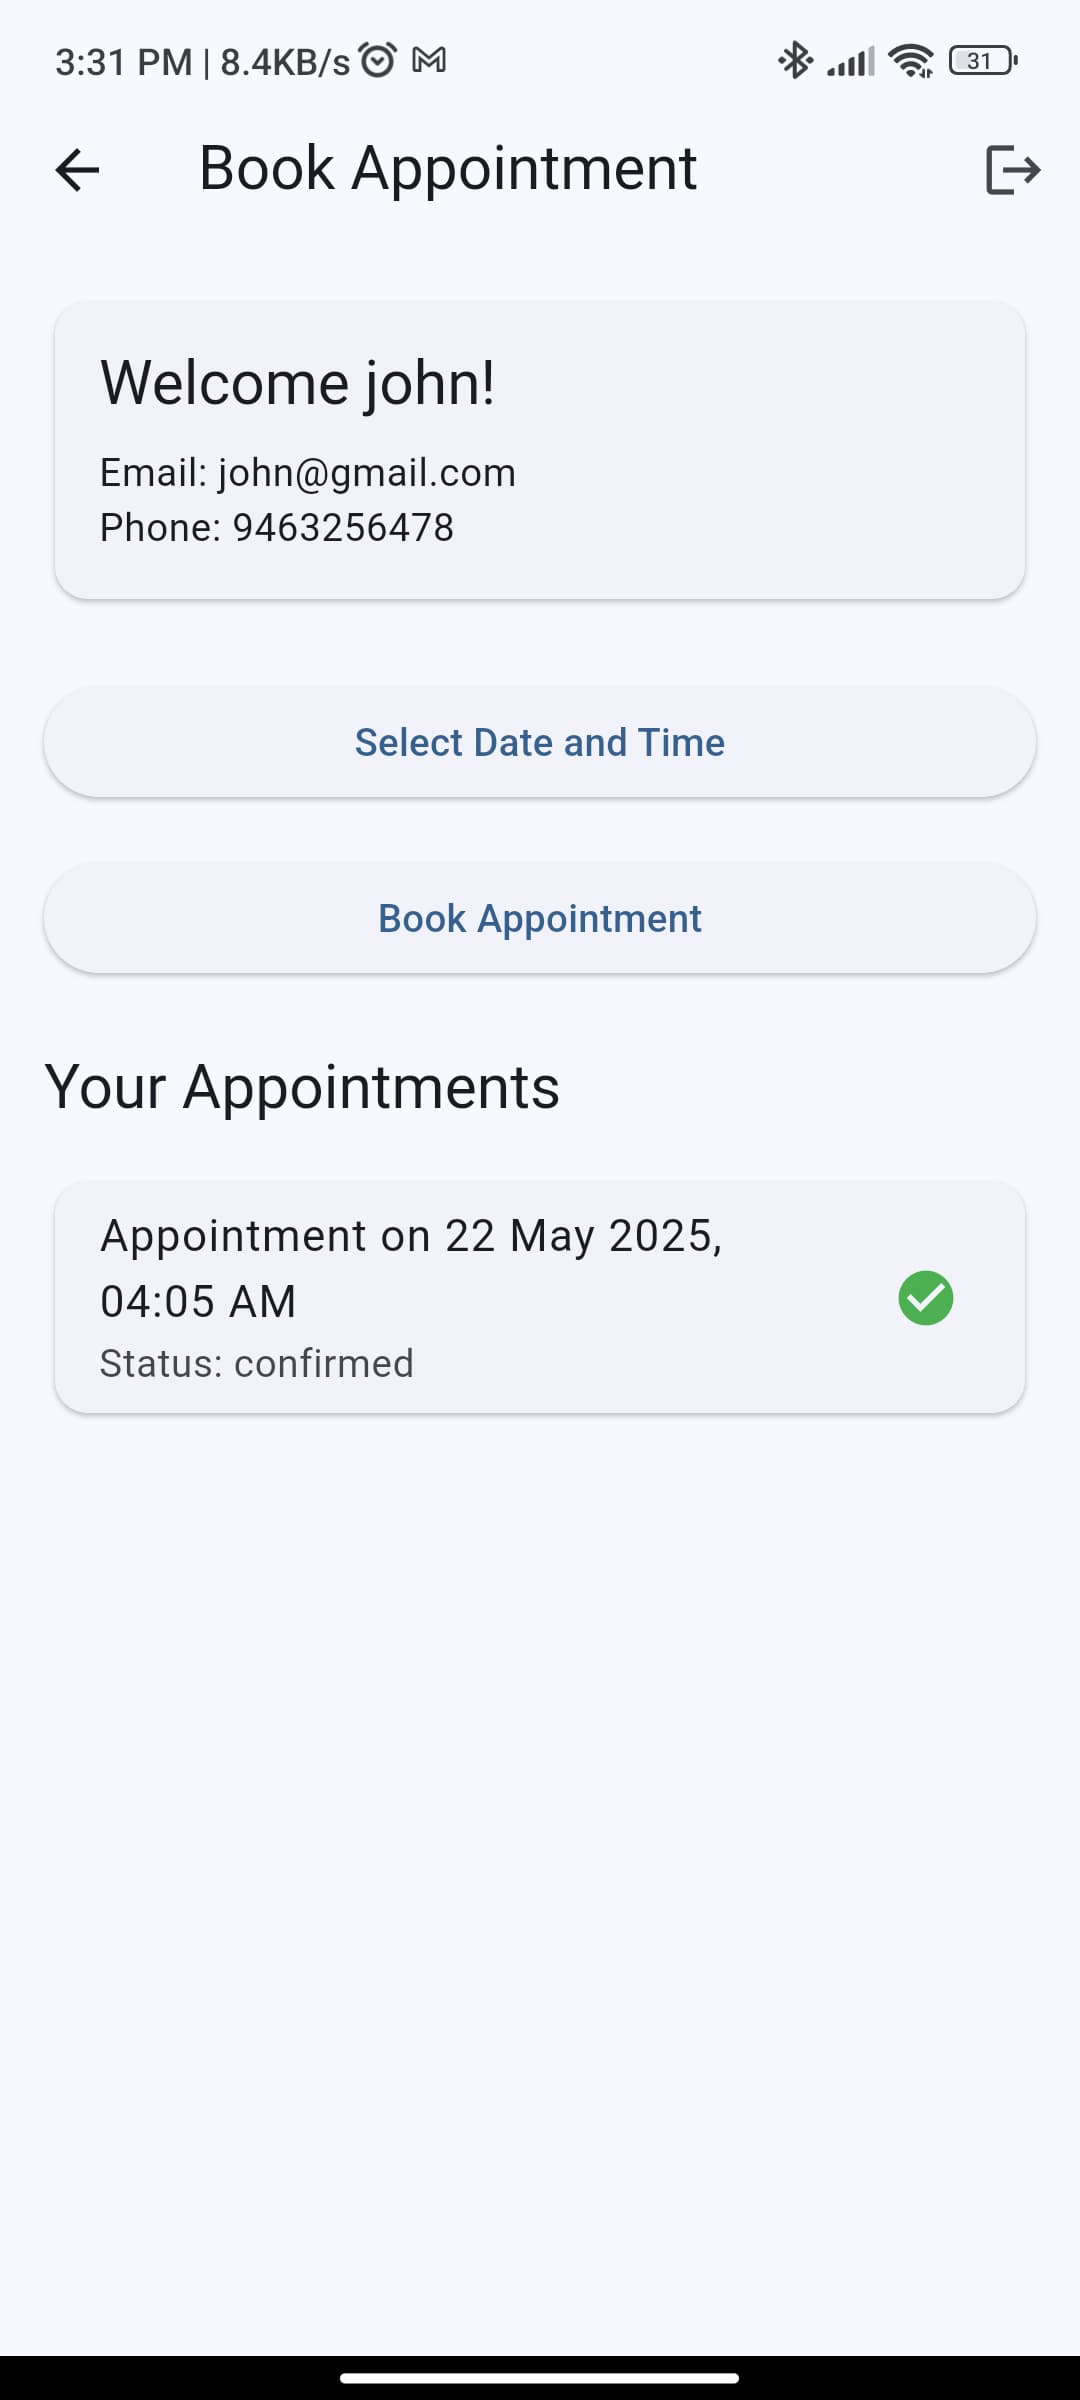 3:31 PM | 8.4KB/s
31
Book Appointment
Welcome john!
Email: john@gmail.com
Phone: 9463256478
Select Date and Time
Book Appointment
Your Appointments
Appointment on 22 May 2025,
04:05 AM
Status: confirmed